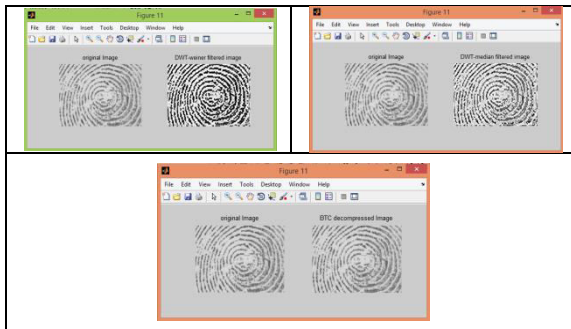 Figure 11
File Edit View Insert Tools Desktop Window Help
original Image
DWT-weiner filtered image
Figure 11
File Edit View Insert Tools Desktop Window Help
original Image
DWT-median filtered image
Figure 11
File Edit View Insert Tools Desktop Window Help
original Image
BTC decompressed Image